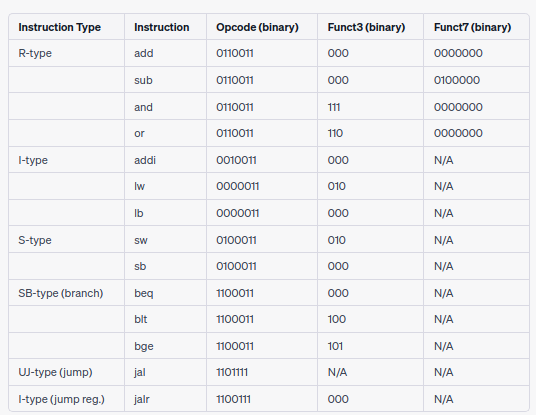 Instruction Type Instruction Opcode (binary) Funct3 (binary) Funct7 (binary)
R-type add 0110011 000 0000000
sub 0110011 000 0100000
and 0110011 111 0000000
or 0110011 110 0000000
I-type addi 0010011 000 N/A
lw 0000011 010 N/A
lb 0000011 000 N/A
S-type sw 0100011 010 N/A
sb 0100011 000 N/A
SB-type (branch) beq 1100011 000 N/A
blt 1100011 100 N/A
bge 1100011 101 N/A
UJ-type (jump) jal 1101111 N/A N/A
I-type (jump reg.) jalr 1100111 000 N/A